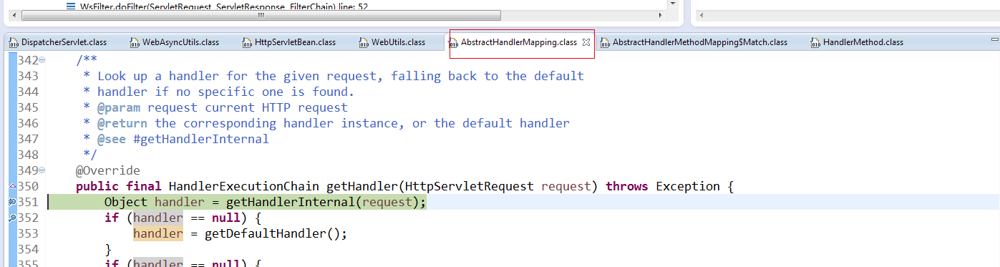 WsFilter.doFilter(ServletRequest, ServletResponse, FilterChain) line: 52
DispatcherServlet.class WebAsyncUtils.class HttpServletBean.class WebUtils.class AbstractHandlerMapping.class AbstractHandlerMethodMapping$Match.class HandlerMethod.class
342 /**
343 * Look up a handler for the given request, falling back to the default
344 * handler if no specific one is found.
345 * @param request current HTTP request
346 * @return the corresponding handler instance, or the default handler
347 * @see #getHandlerInternal
348 */
349 @Override
350 public final HandlerExecutionChain getHandler(HttpServletRequest request) throws Exception {
351 Object handler = getHandlerInternal(request);
352 if (handler == null) {
353 handler = getDefaultHandler();
354 }
355 if (handler == null) {